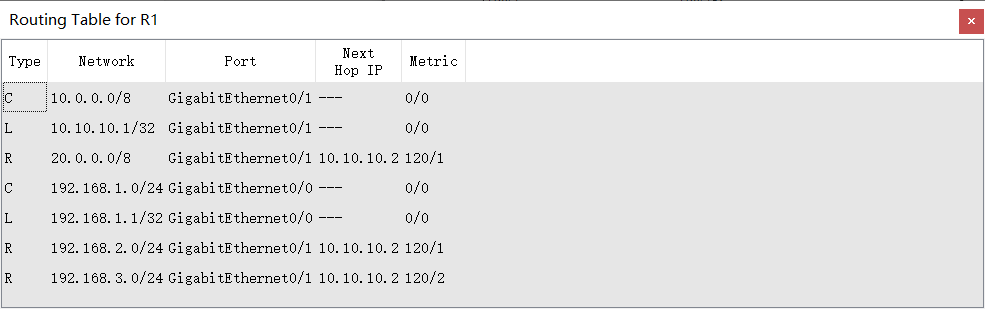 Routing Table for R1
Type Network Port Next Hop IP Metric
C 10.0.0.0/8 GigabitEthernet0/1 --- 0/0
L 10.10.10.1/32 GigabitEthernet0/1 --- 0/0
R 20.0.0.0/8 GigabitEthernet0/1 10.10.10.2 120/1
C 192.168.1.0/24 GigabitEthernet0/0 --- 0/0
L 192.168.1.1/32 GigabitEthernet0/0 --- 0/0
R 192.168.2.0/24 GigabitEthernet0/1 10.10.10.2 120/1
R 192.168.3.0/24 GigabitEthernet0/1 10.10.10.2 120/2